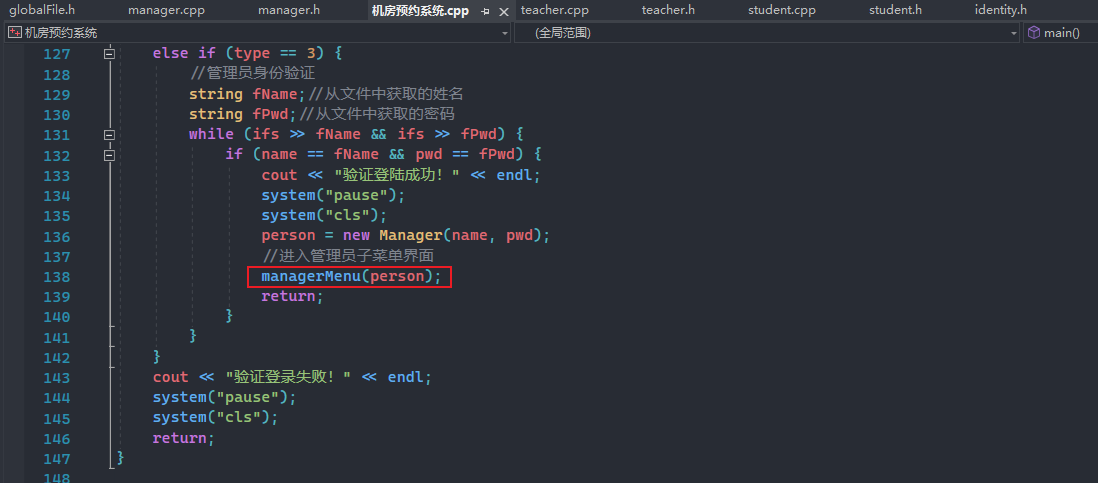 globalFile.h manager.cpp manager.h 机房预约系统.cpp teacher.cpp teacher.h student.cpp student.h identity.h
机房预约系统 (全局范围) main()
127 else if (type == 3) {
128 //管理员身份验证
129 string fName;//从文件中获取的姓名
130 string fPwd;//从文件中获取的密码
131 while (ifs >> fName && ifs >> fPwd) {
132 if (name == fName && pwd == fPwd) {
133 cout << "验证登陆成功！" << endl;
134 system("pause");
135 system("cls");
136 person = new Manager(name, pwd);
137 //进入管理员子菜单界面
138 managerMenu(person);
139 return;
140 }
141 }
142 }
143 cout << "验证登录失败！" << endl;
144 system("pause");
145 system("cls");
146 return;
147 }
148